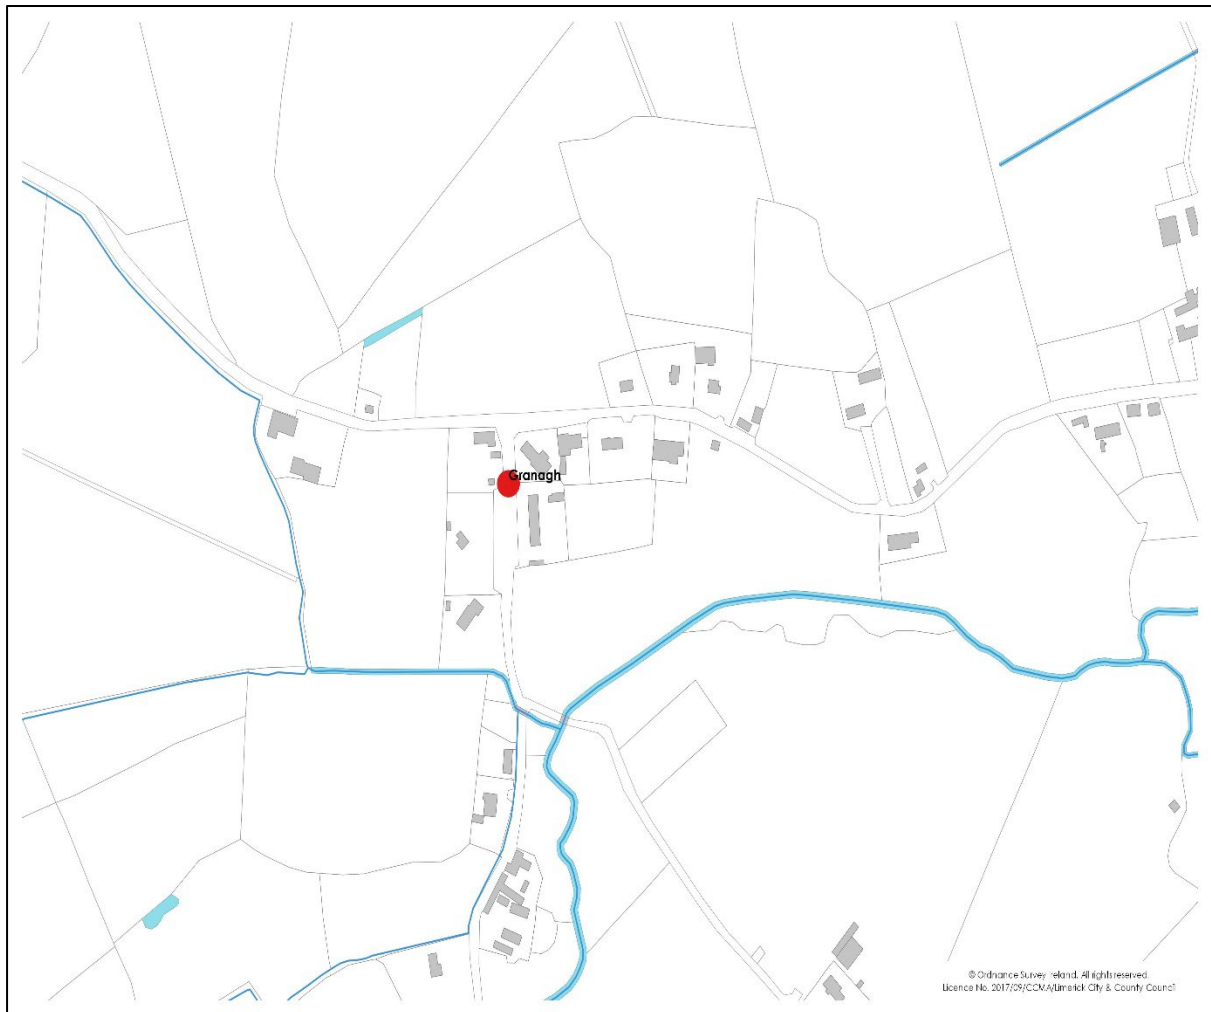 Granagh
© Ordnance Survey Ireland. All rights reserved.
Licence No. 2017/09/CCMA/Limerick City & County Council